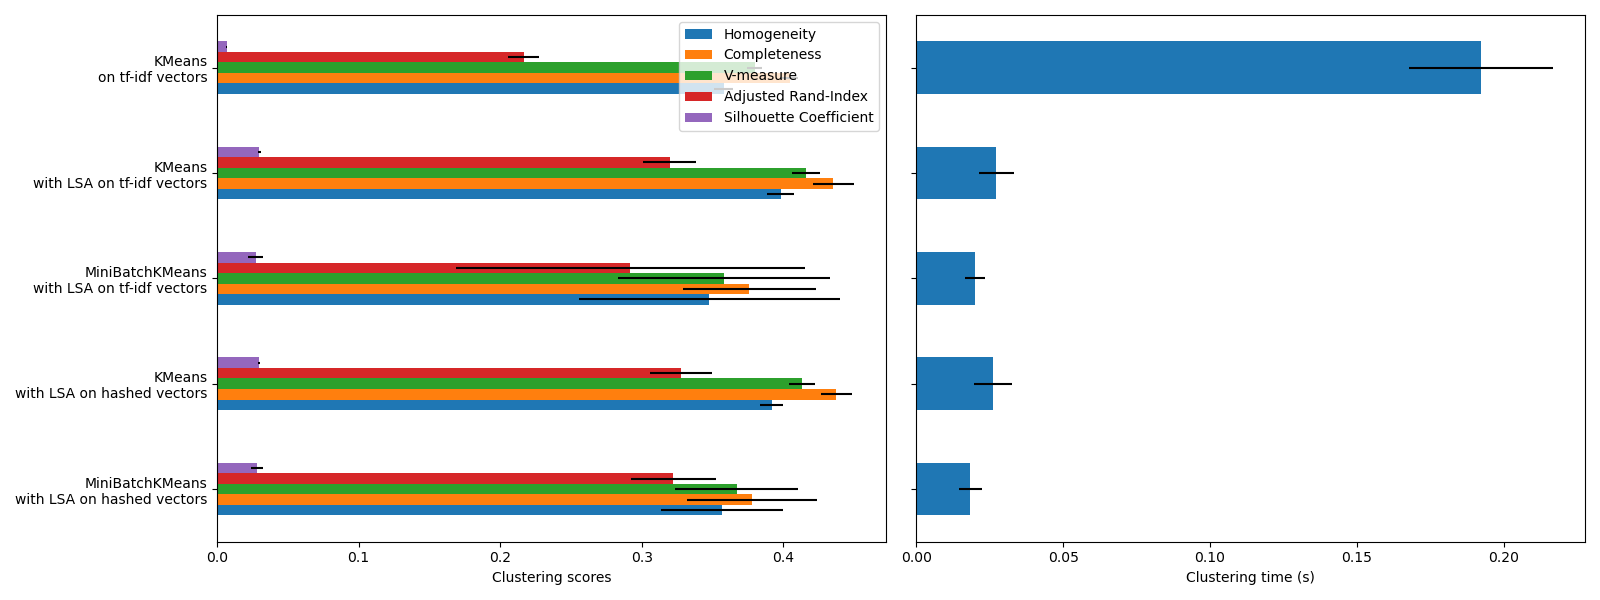 KMeans
on tf-idf vectors
KMeans
with LSA on tf-idf vectors
MiniBatchKMeans
with LSA on tf-idf vectors
KMeans
with LSA on hashed vectors
MiniBatchKMeans
with LSA on hashed vectors
Homogeneity
Completeness
V-measure
Adjusted Rand-Index
Silhouette Coefficient
0.0 0.1 0.2 0.3 0.4
Clustering scores
0.00 0.05 0.10 0.15 0.20
Clustering time (s)